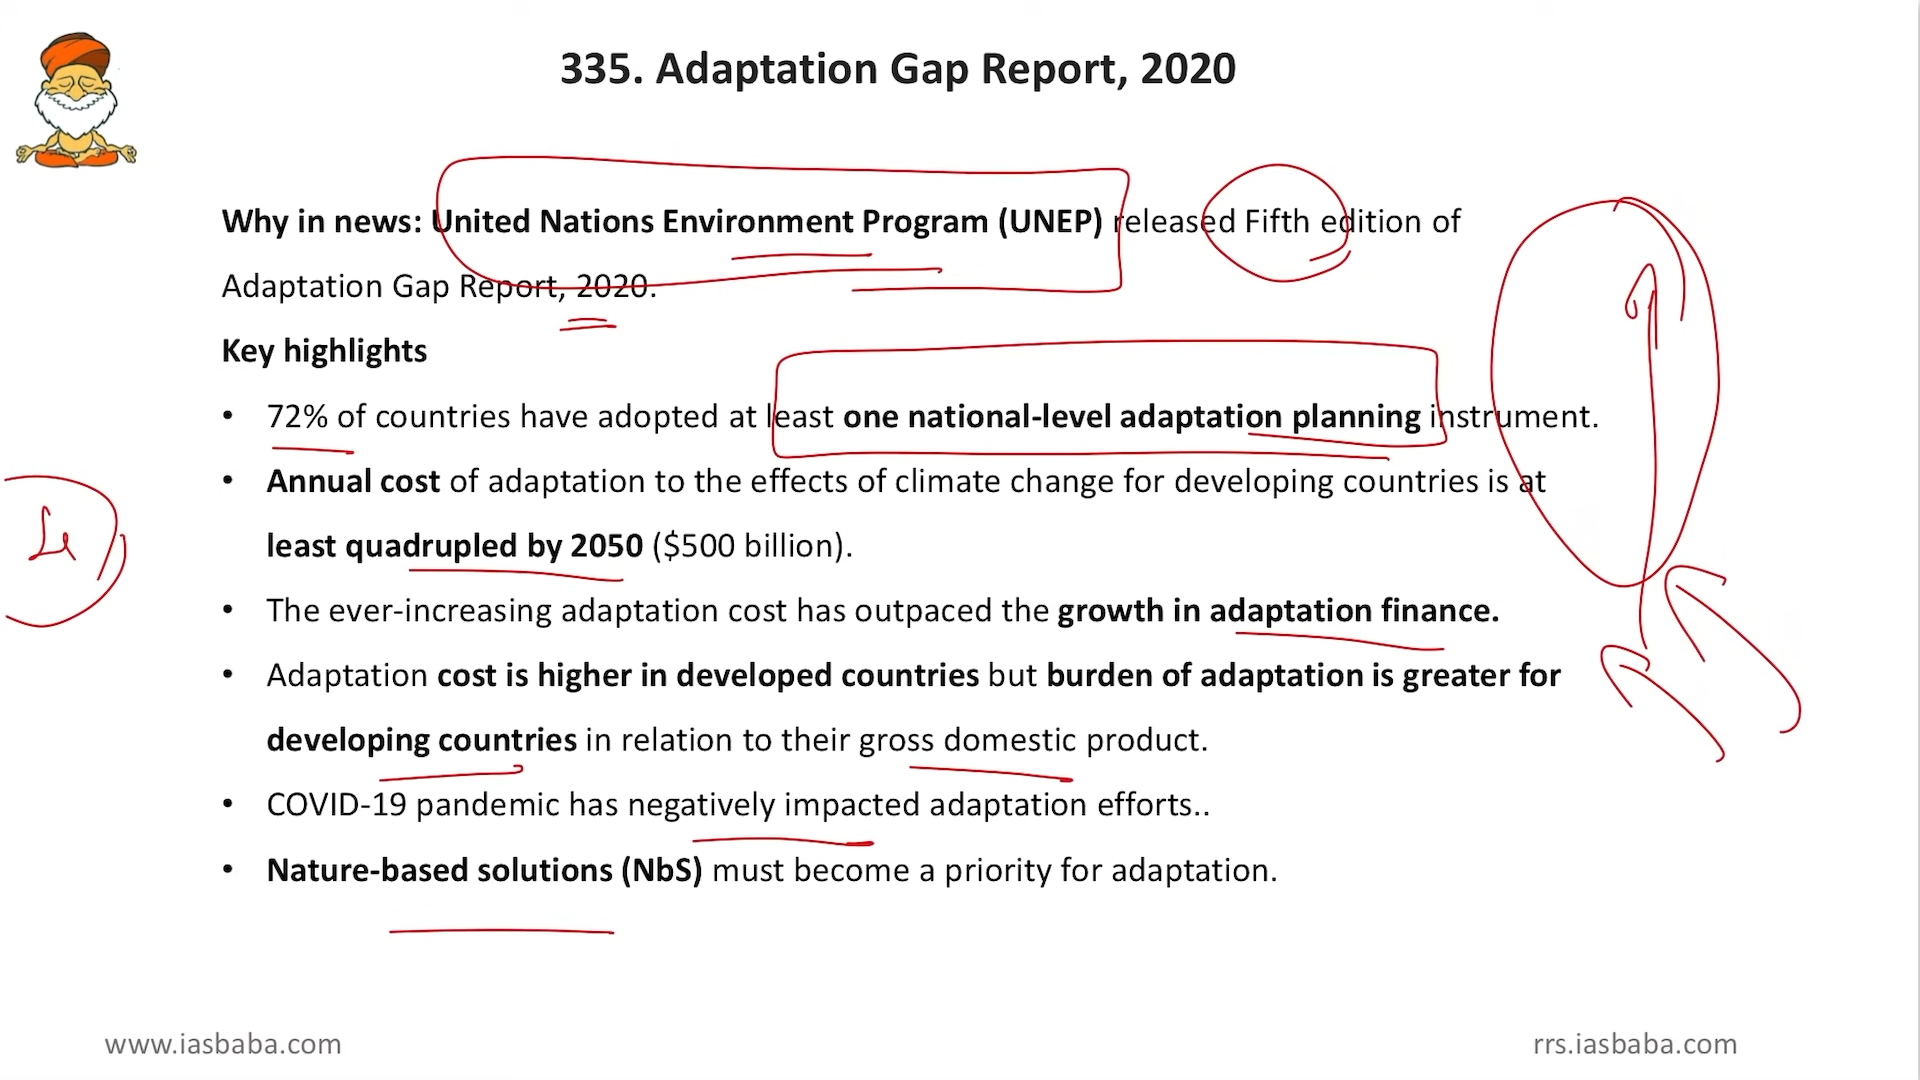 335. Adaptation Gap Report, 2020
Why in news: United Nations Environment Program (UNEP) released Fifth edition of
Adaptation Gap Report, 2020.
Key highlights
• 72% of countries have adopted at least one national-level adaptation planning instrument.
• Annual cost of adaptation to the effects of climate change for developing countries is at
least quadrupled by 2050 ($500 billion).
• The ever-increasing adaptation cost has outpaced the growth in adaptation finance.
• Adaptation cost is higher in developed countries but burden of adaptation is greater for
developing countries in relation to their gross domestic product.
• COVID-19 pandemic has negatively impacted adaptation efforts..
• Nature-based solutions (NbS) must become a priority for adaptation.
www.iasbaba.com
rrs.iasbaba.com